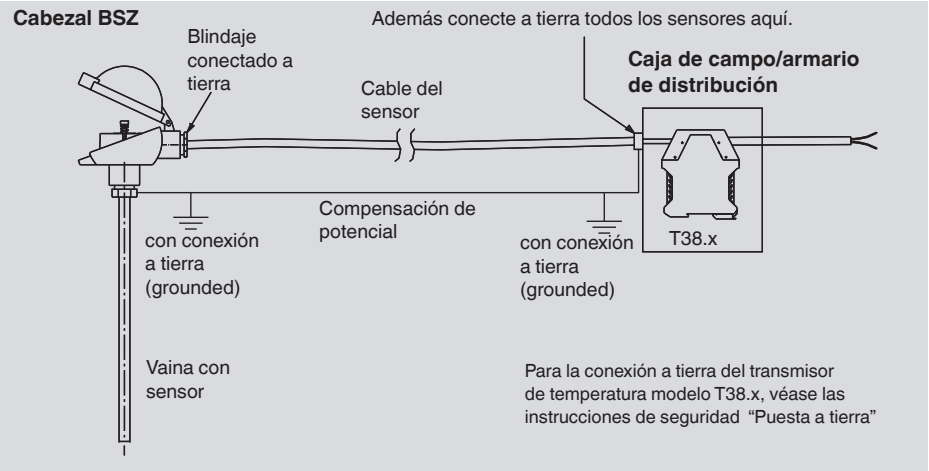 Cabezal BSZ
Además conecte a tierra todos los sensores aquí.
Blindaje
conectado a
tierra
Cable del
sensor
Caja de campo/armario
de distribución
Compensación de
potencial
con conexión
a tierra
(grounded)
con conexión
a tierra
(grounded)
T38.x
Vaina con
sensor
Para la conexión a tierra del transmisor
de temperatura modelo T38.x, véase las
instrucciones de seguridad “Puesta a tierra”